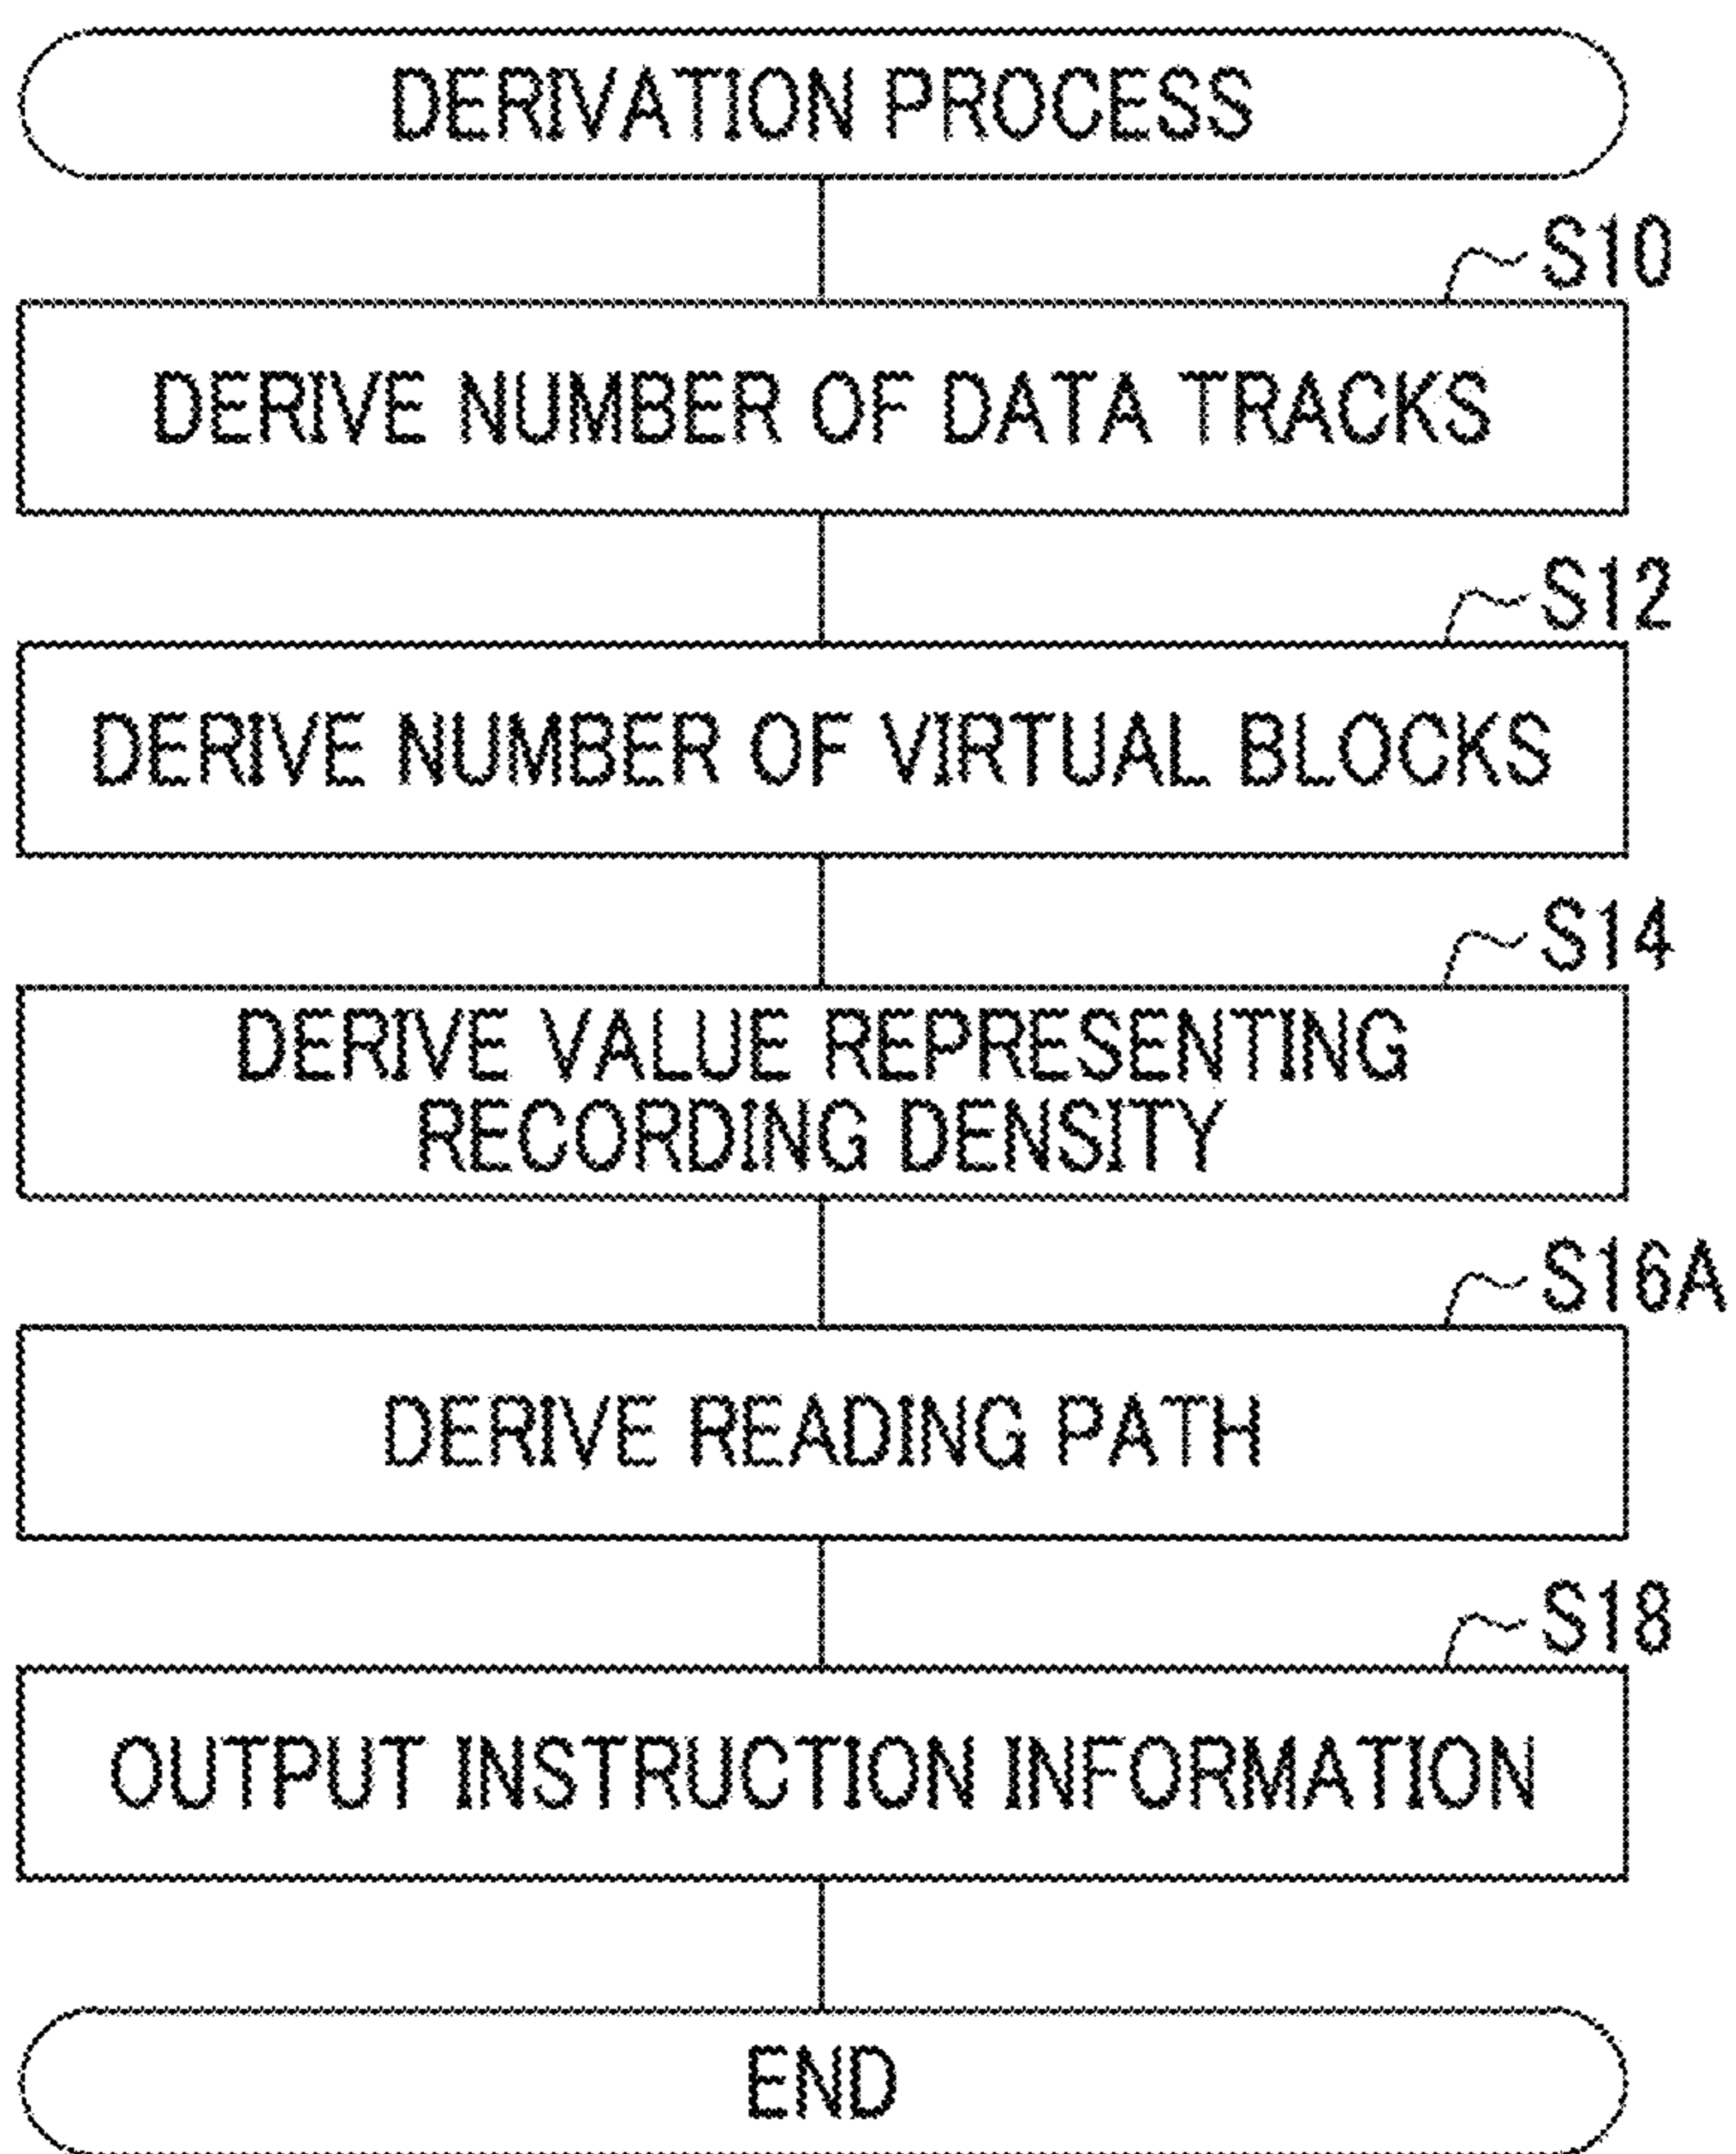 DERIVATION PROCESS
S10
DERIVE NUMBER OF DATA TRACKS
S12
DERIVE NUMBER OF VIRTUAL BLOCKS
S14
DERIVE VALUE REPRESENTING
RECORDING DENSITY
S16A
DERIVE READING PATH
S18
OUTPUT INSTRUCTION INFORMATION
END